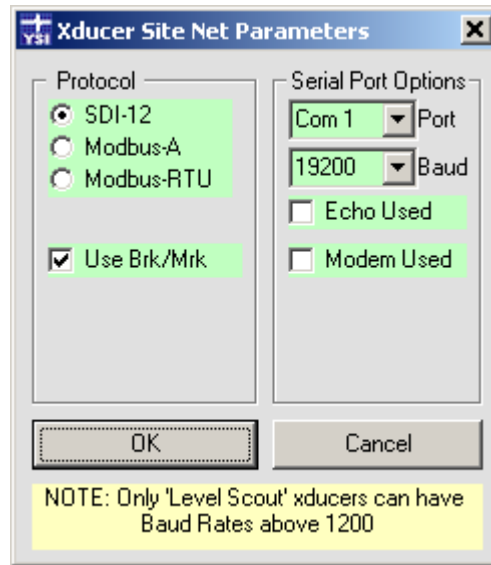 YSI Xducer Site Net Parameters
Protocol
SDI-12
Modbus-A
Modbus-RTU
Use Brk/Mrk
Serial Port Options
Com 1 Port
19200 Baud
Echo Used
Modem Used
OK
Cancel
NOTE: Only 'Level Scout' xducers can have
Baud Rates above 1200